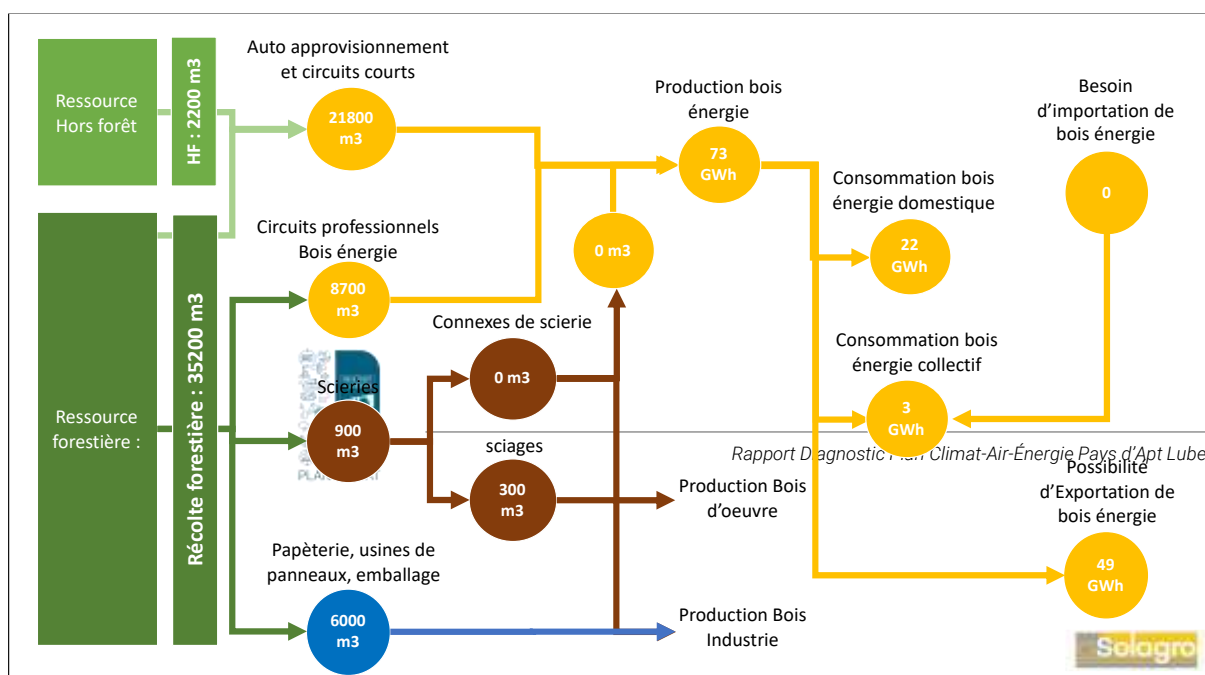 Ressource
Hors forêt
HF : 2200 m3
Auto approvisionnement
et circuits courts
21800
m3
Production bois
énergie
73
GWh
Besoin
d'importation de
bois énergie
0
Consommation bois
énergie domestique
22
GWh
Circuits professionnels
Bois énergie
8700
m3
0 m3
Ressource
forestière :
Récolte forestière : 35200 m3
Scieries
900
m3
Connexes de scierie
0 m3
sciages
300
m3
Consommation bois
énergie collectif
3
GWh
Rapport Diagnostic Plan Climat-Air-Énergie Pays d'Apt Lube
Production Bois
d'oeuvre
Possibilité
d'Exportation de
bois énergie
49
GWh
Papèterie, usines de
panneaux, emballage
6000
m3
Production Bois
Industrie
Solagro